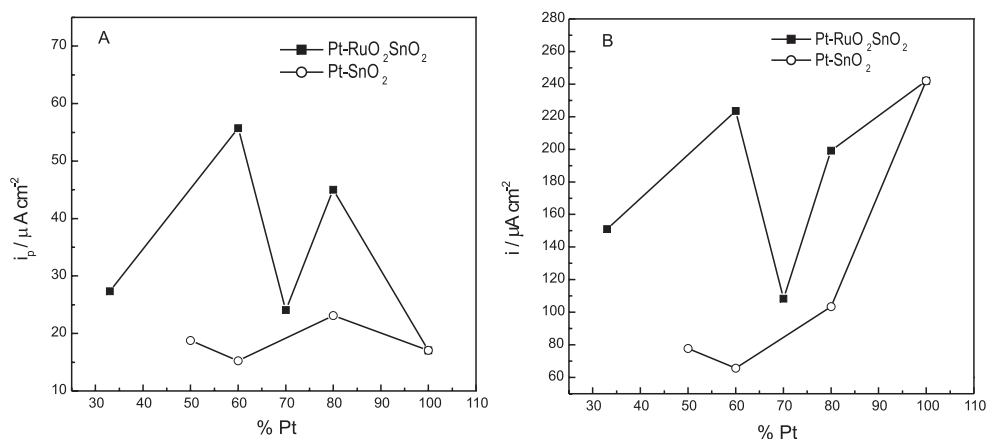 A
Pt-RuO₂SnO₂
Pt-SnO₂
70
60
50
40
30
20
10
iₚ / μ A cm⁻²
30 40 50 60 70 80 90 100 110
% Pt
B
Pt-RuO₂SnO₂
Pt-SnO₂
280
260
240
220
200
180
160
140
120
100
80
60
i / μA cm⁻²
30 40 50 60 70 80 90 100 110
% Pt